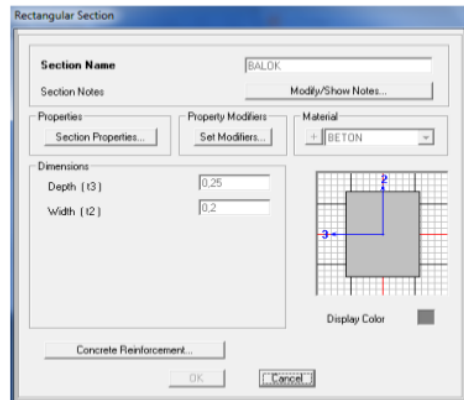 Rectangular Section
Section Name
BALOK
Section Notes
Modify/Show Notes...
Properties
Section Properties...
Property Modifiers
Set Modifiers...
Material
+ BETON
Dimensions
Depth ( t3 )
0,25
Width ( t2 )
0,2
2
3
Display Color
Concrete Reinforcement...
OK
Cancel